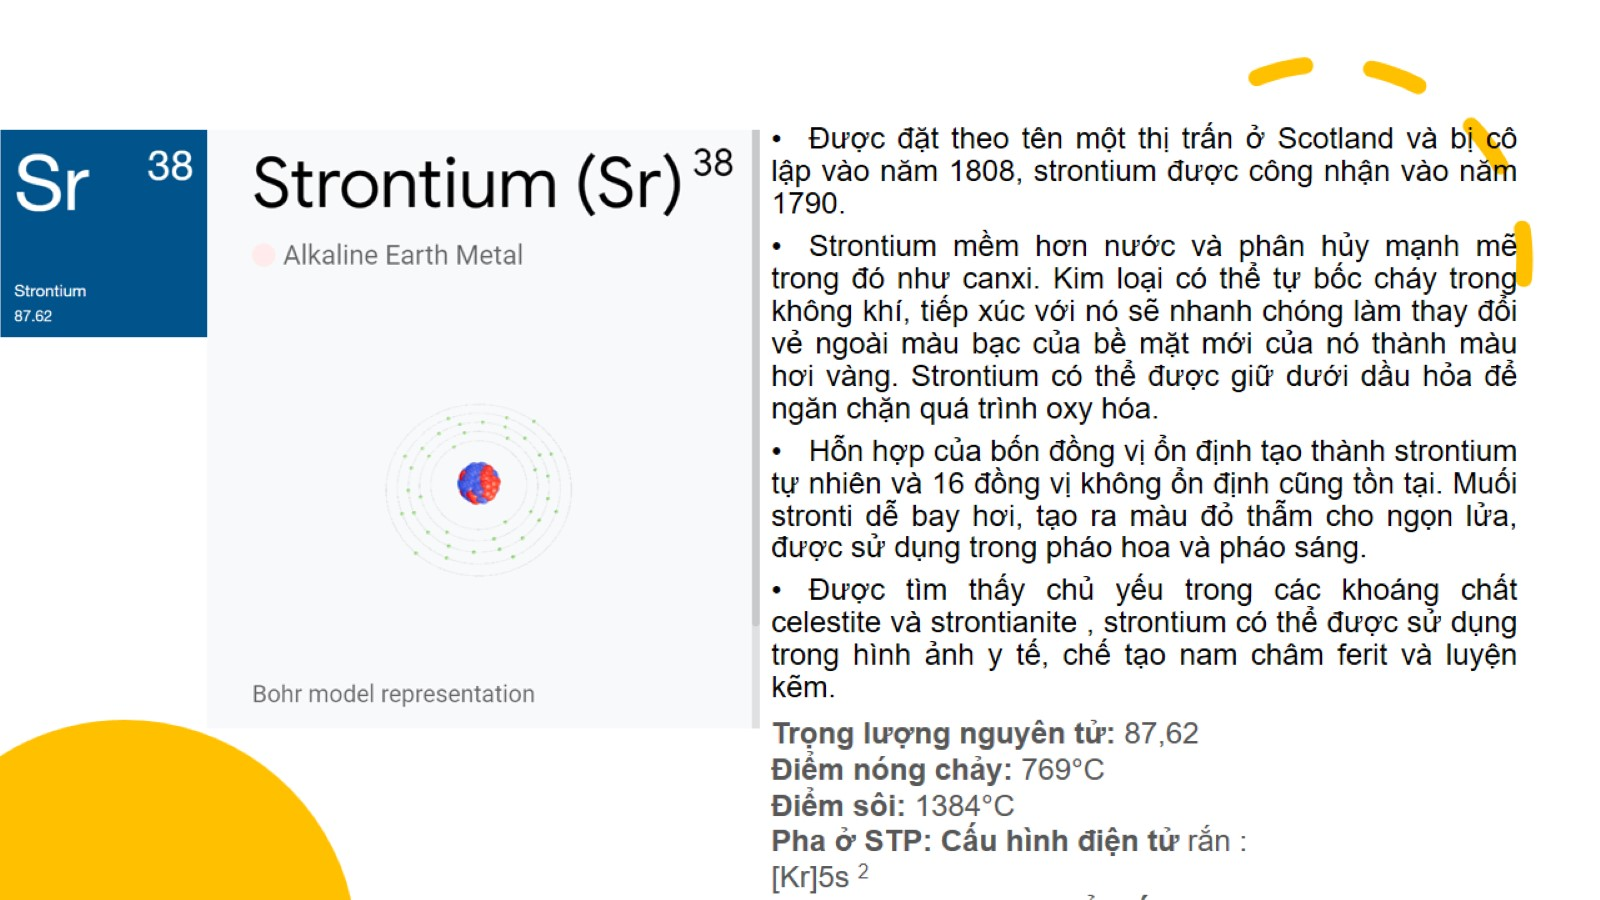 Sr 38
Strontium
87.62
Strontium (Sr) 38
Alkaline Earth Metal
Bohr model representation
• Được đặt theo tên một thị trấn ở Scotland và bị cô
lập vào năm 1808, strontium được công nhận vào năm
1790.
• Strontium mềm hơn nước và phân hủy mạnh mẽ
trong đó như canxi. Kim loại có thể tự bốc cháy trong
không khí, tiếp xúc với nó sẽ nhanh chóng làm thay đổi
vẻ ngoài màu bạc của bề mặt mới của nó thành màu
hơi vàng. Strontium có thể được giữ dưới dầu hỏa để
ngăn chặn quá trình oxy hóa.
• Hỗn hợp của bốn đồng vị ổn định tạo thành strontium
tự nhiên và 16 đồng vị không ổn định cũng tồn tại. Muối
stronti dễ bay hơi, tạo ra màu đỏ thẫm cho ngọn lửa,
được sử dụng trong pháo hoa và pháo sáng.
• Được tìm thấy chủ yếu trong các khoáng chất
celestite và strontianite , strontium có thể được sử dụng
trong hình ảnh y tế, chế tạo nam châm ferit và luyện
kẽm.
Trọng lượng nguyên tử: 87,62
Điểm nóng chảy: 769°C
Điểm sôi: 1384°C
Pha ở STP: Cấu hình điện tử rắn :
[Kr]5s 2